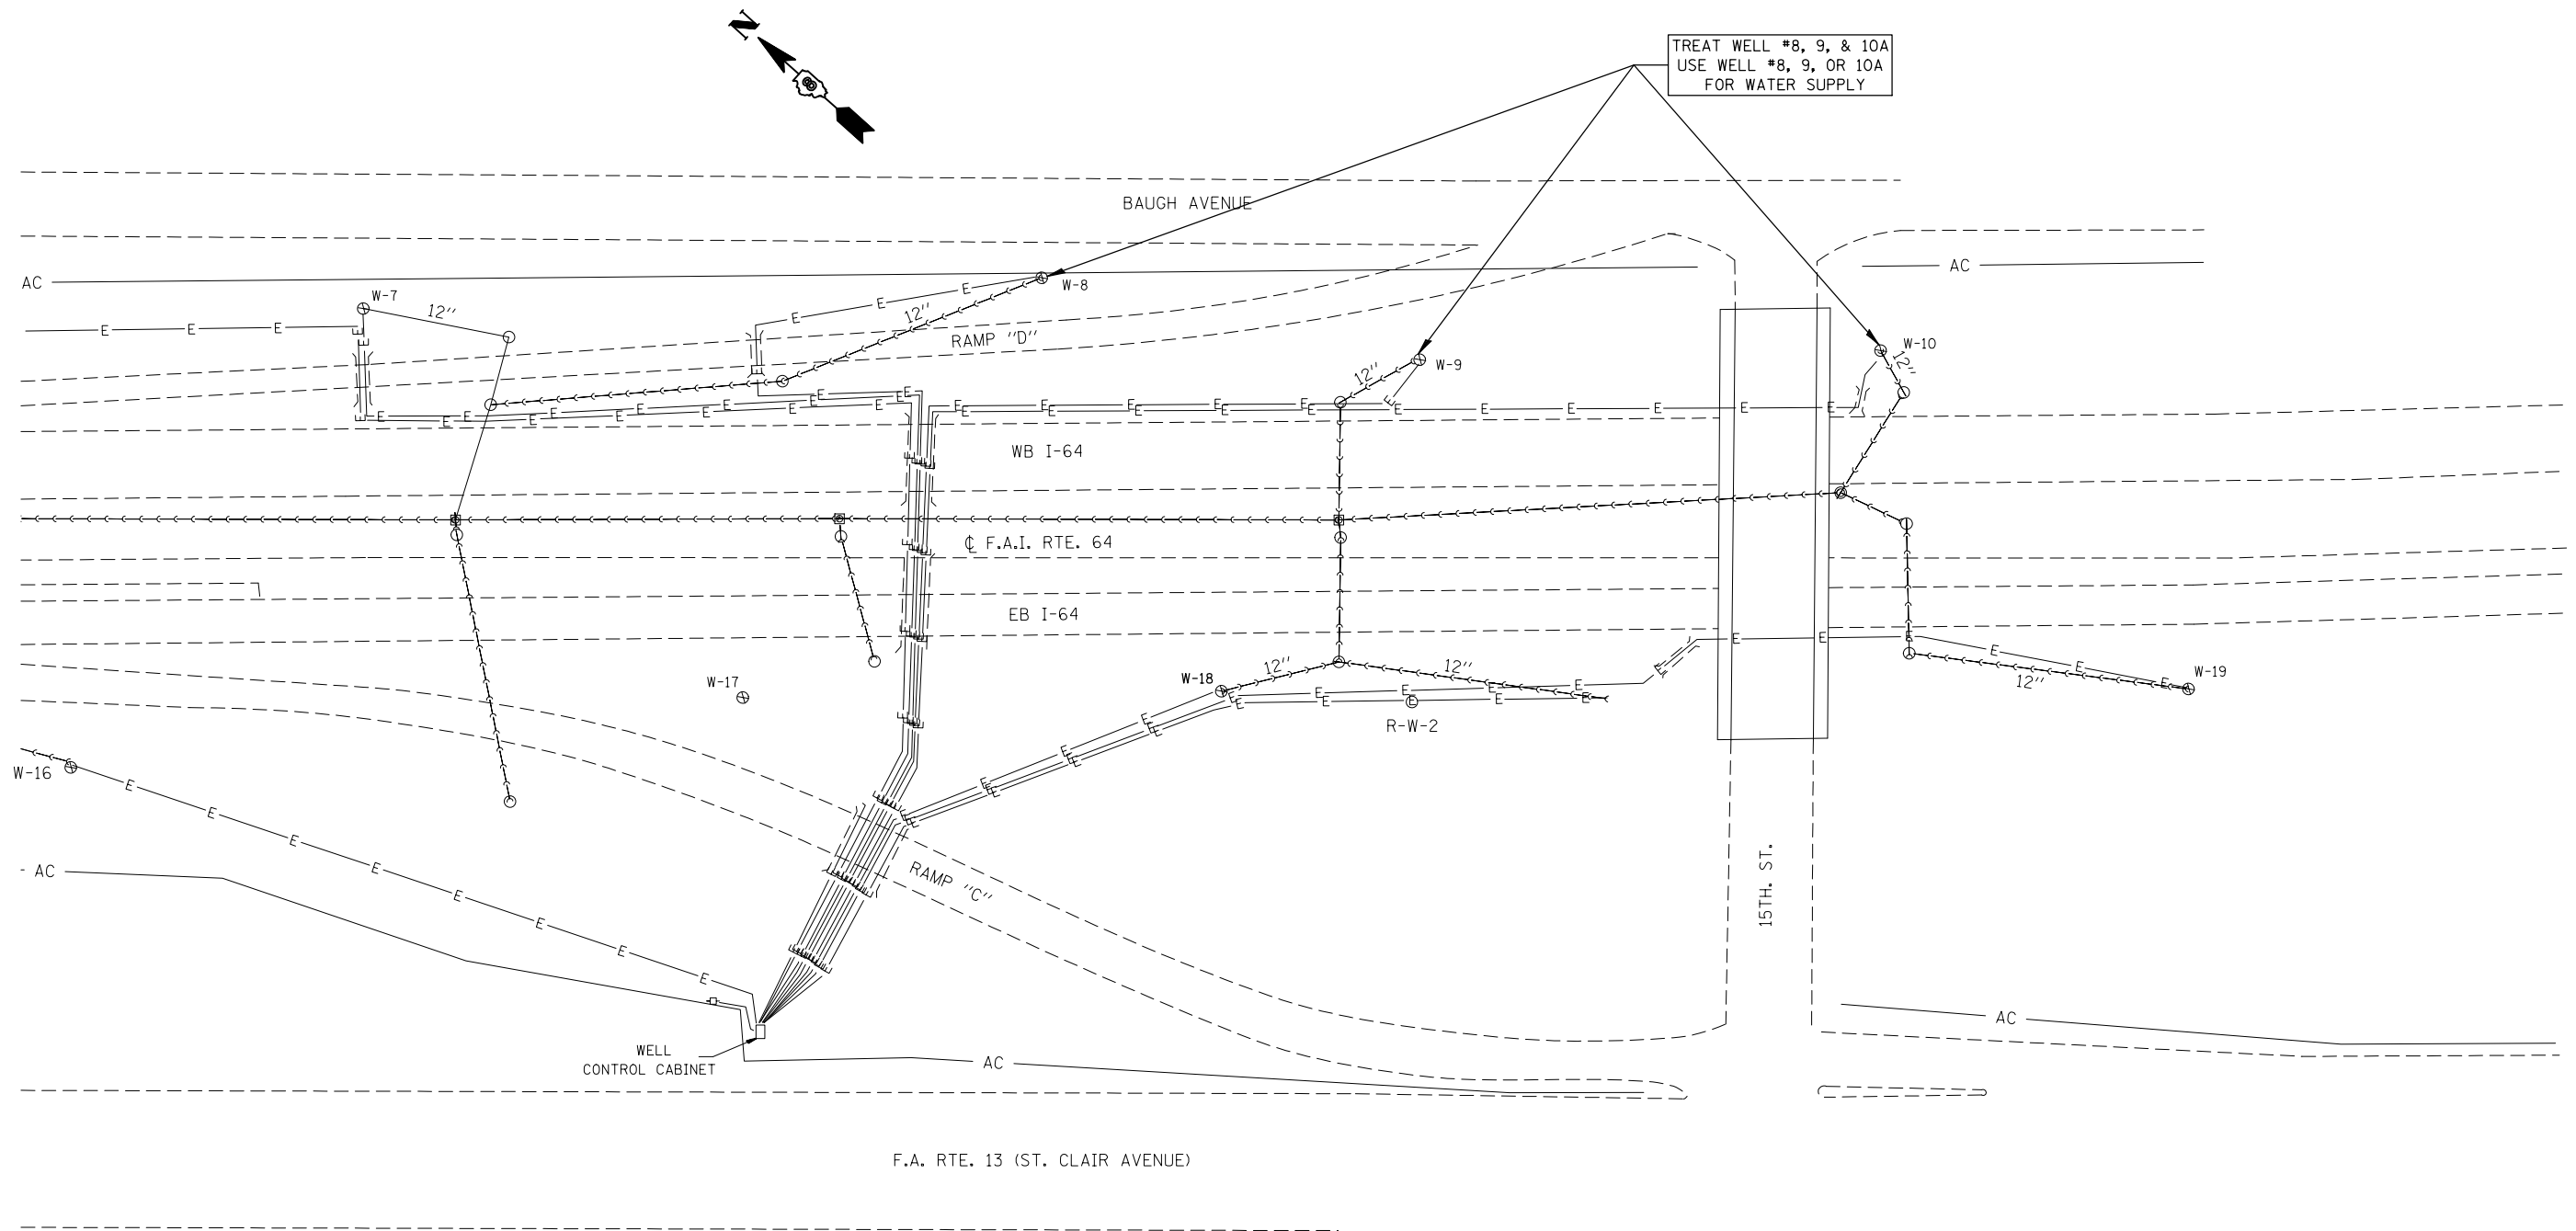 N
TREAT WELL #8, 9, & 10A
USE WELL #8, 9, OR 10A
FOR WATER SUPPLY
BAUGH AVENUE
AC
AC
W-7
12"
W-8
12"
E E E
E E E
RAMP "D"
W-9
12"
W-10
12"
WB I-64
℄ F.A.I. RTE. 64
EB I-64
W-17
W-18
12"
12"
R-W-2
W-19
12"
W-16
AC
RAMP "C"
15TH. ST.
WELL
CONTROL CABINET
AC
AC
F.A. RTE. 13 (ST. CLAIR AVENUE)